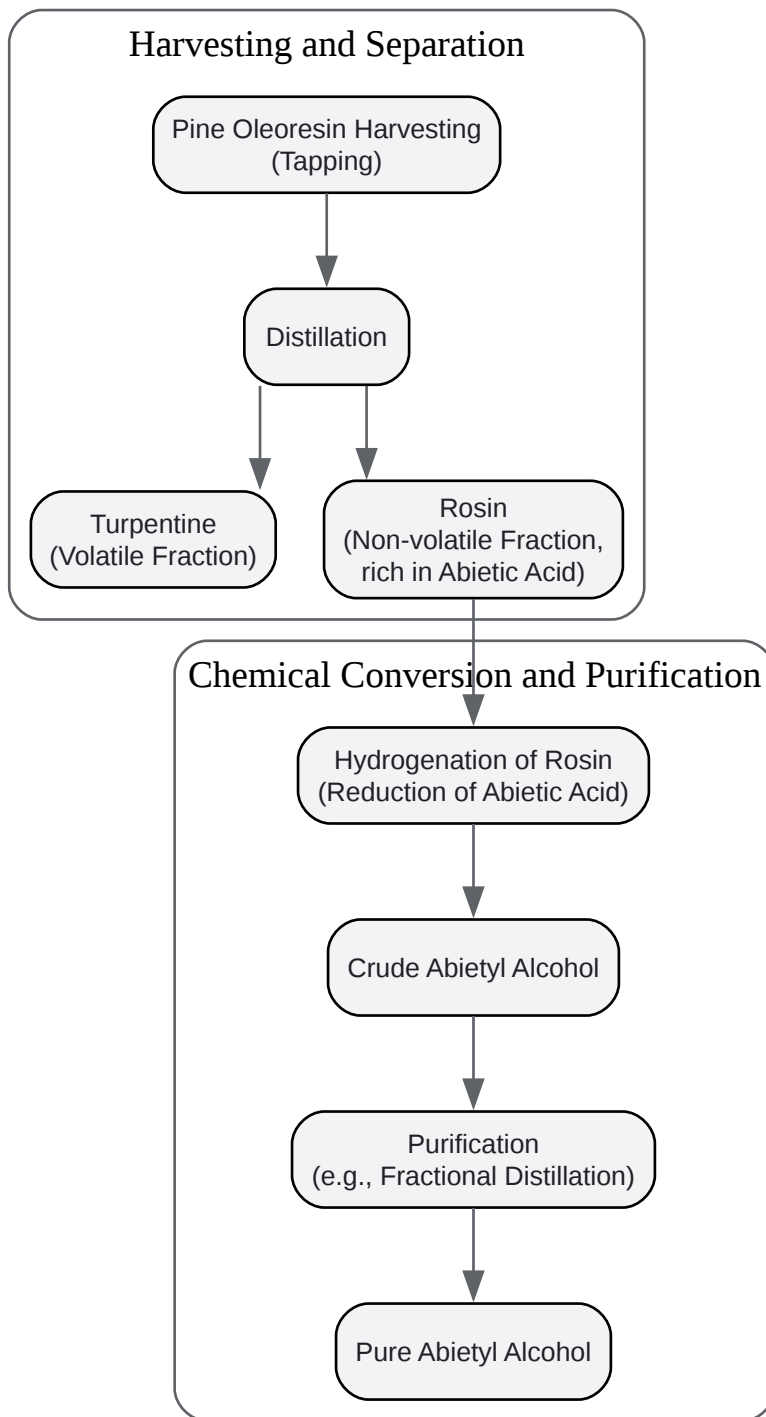 Harvesting and Separation
Pine Oleoresin Harvesting
(Tapping)
Distillation
Turpentine
(Volatile Fraction)
Rosin
(Non-volatile Fraction,
rich in Abietic Acid)
Chemical Conversion and Purification
Hydrogenation of Rosin
(Reduction of Abietic Acid)
Crude Abietyl Alcohol
Purification
(e.g., Fractional Distillation)
Pure Abietyl Alcohol